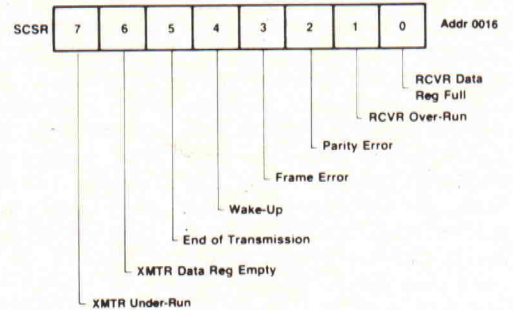 SCSR 7 6 5 4 3 2 1 0 Addr 0016
RCVR Data
Reg Full
RCVR Over-Run
Parity Error
Frame Error
Wake-Up
End of Transmission
XMTR Data Reg Empty
XMTR Under-Run